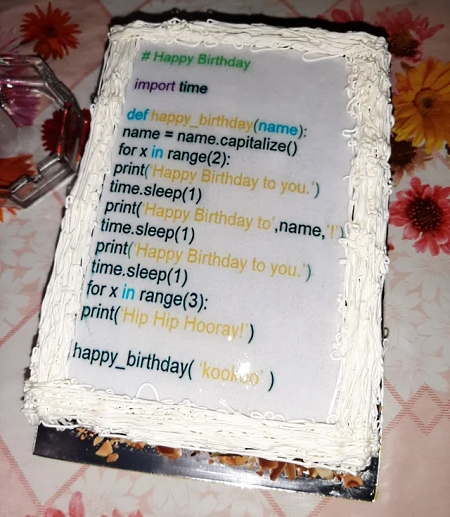 # Happy Birthday
import time
def happy_birthday(name):
name = name.capitalize()
for x in range(2):
print('Happy Birthday to you.')
time.sleep(1)
print('Happy Birthday to',name,'!')
time.sleep(1)
print('Happy Birthday to you.')
time.sleep(1)
for x in range(3):
print('Hip Hip Hooray!')
happy_birthday( 'kookoo' )